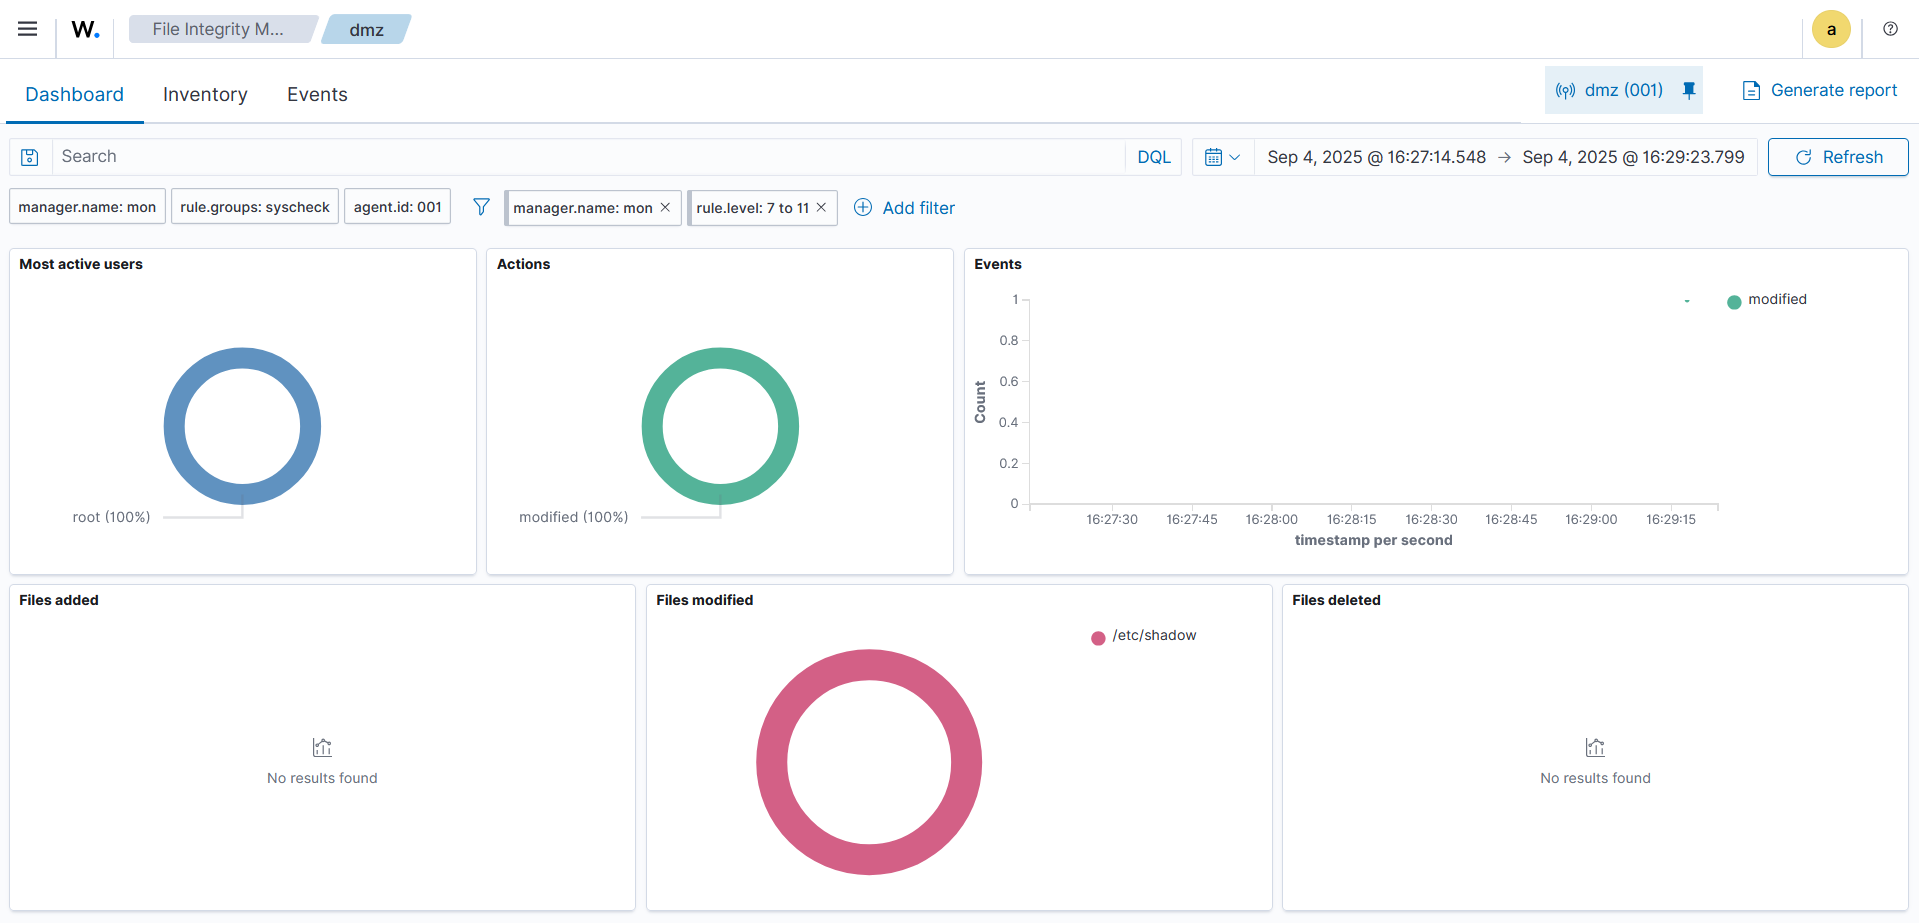 W. File Integrity M... dmz a
Dashboard Inventory Events dmz (001) Generate report
Search DQL Sep 4, 2025 @ 16:27:14.548 → Sep 4, 2025 @ 16:29:23.799 Refresh
manager.name: mon rule.groups: syscheck agent.id: 001 manager.name: mon × rule.level: 7 to 11 × Add filter
Most active users
root (100%)
Actions
modified (100%)
Events
1
0.8
0.6
0.4
0.2
0
Count
16:27:30 16:27:45 16:28:00 16:28:15 16:28:30 16:28:45 16:29:00 16:29:15
timestamp per second
modified
Files added
No results found
Files modified
/etc/shadow
Files deleted
No results found